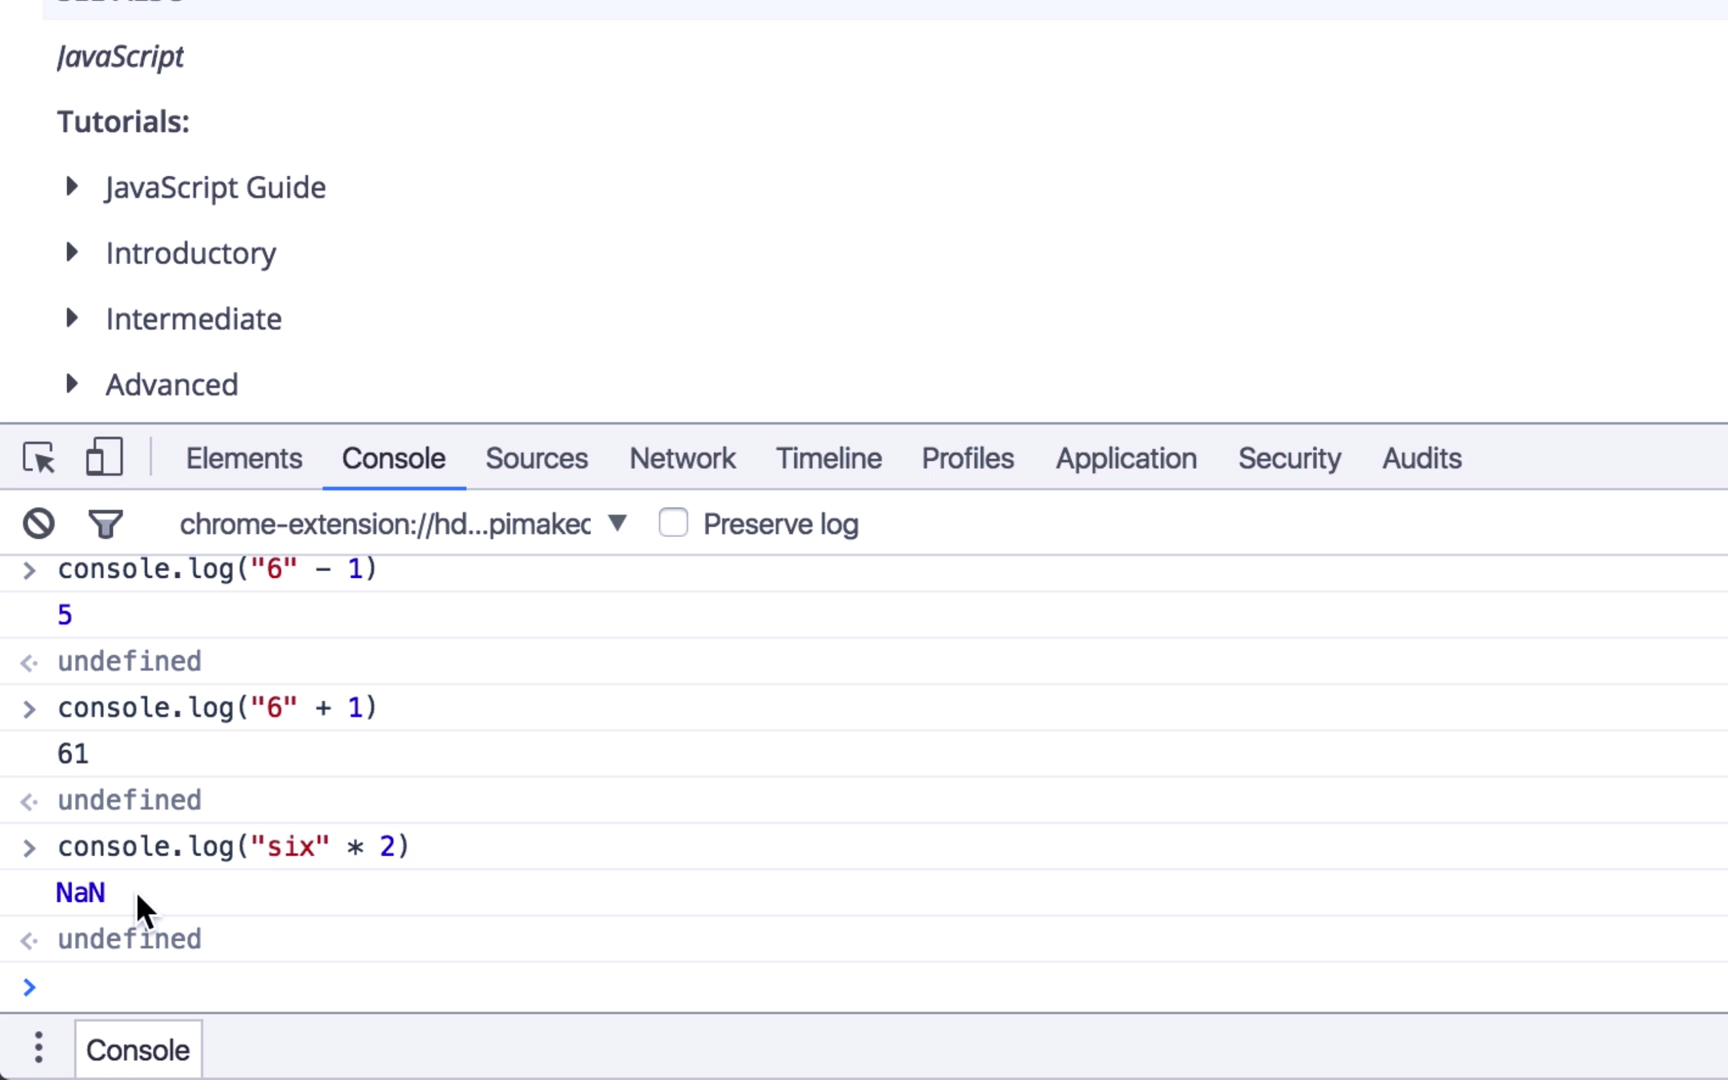 JavaScript
Tutorials:
JavaScript Guide
Introductory
Intermediate
Advanced
Elements Console Sources Network Timeline Profiles Application Security Audits
chrome-extension://hd...pimakec ▼ Preserve log
> console.log("6" - 1)
5
undefined
> console.log("6" + 1)
61
undefined
> console.log("six" * 2)
NaN
undefined
>
Console